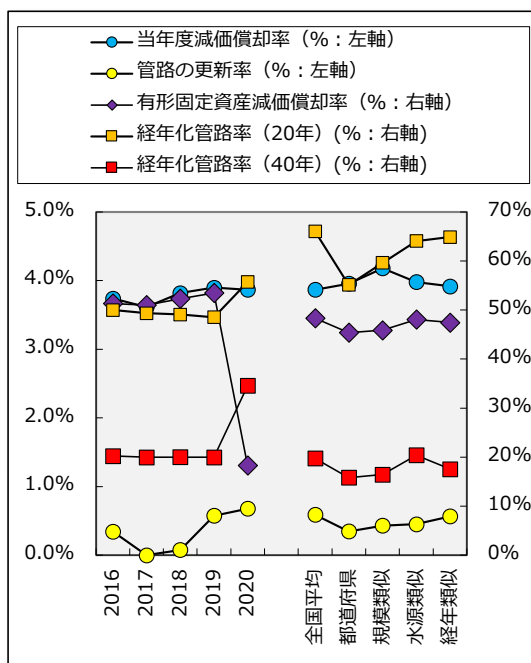 当年度減価償却率（%：左軸）
管路の更新率（%：左軸）
有形固定資産減価償却率（%：右軸）
経年化管路率（20年）(%：右軸)
経年化管路率（40年）(%：右軸)
5.0% 70%
60%
4.0%
50%
3.0% 40%
2.0% 30%
20%
1.0%
10%
0.0% 0%
2016 2017 2018 2019 2020 全国平均 都道府県 規模類似 水源類似 経年類似